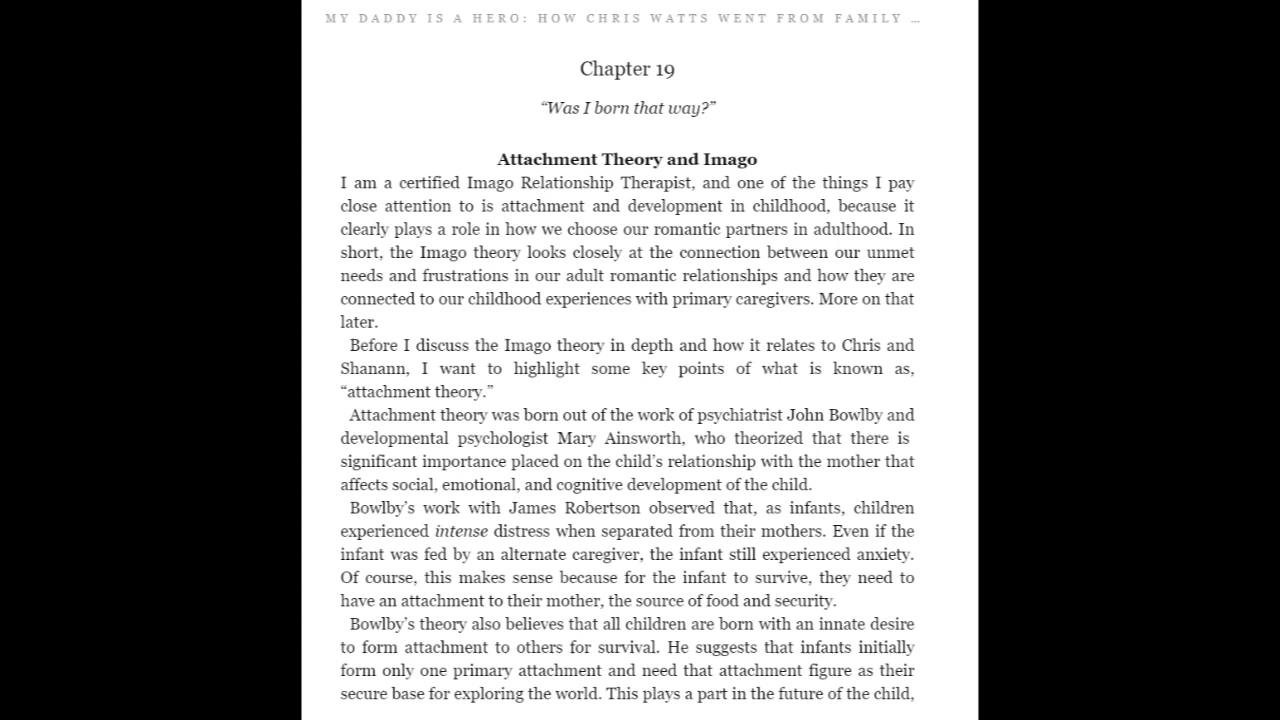 MY DADDY IS A HERO: HOW CHRIS WATTS WENT FROM FAMILY …
Chapter 19
“Was I born that way?”
Attachment Theory and Imago
I am a certified Imago Relationship Therapist, and one of the things I pay
close attention to is attachment and development in childhood, because it
clearly plays a role in how we choose our romantic partners in adulthood. In
short, the Imago theory looks closely at the connection between our unmet
needs and frustrations in our adult romantic relationships and how they are
connected to our childhood experiences with primary caregivers. More on that
later.
Before I discuss the Imago theory in depth and how it relates to Chris and
Shanann, I want to highlight some key points of what is known as,
“attachment theory.”
Attachment theory was born out of the work of psychiatrist John Bowlby and
developmental psychologist Mary Ainsworth, who theorized that there is
significant importance placed on the child’s relationship with the mother that
affects social, emotional, and cognitive development of the child.
Bowlby’s work with James Robertson observed that, as infants, children
experienced intense distress when separated from their mothers. Even if the
infant was fed by an alternate caregiver, the infant still experienced anxiety.
Of course, this makes sense because for the infant to survive, they need to
have an attachment to their mother, the source of food and security.
Bowlby’s theory also believes that all children are born with an innate desire
to form attachment to others for survival. He suggests that infants initially
form only one primary attachment and need that attachment figure as their
secure base for exploring the world. This plays a part in the future of the child,